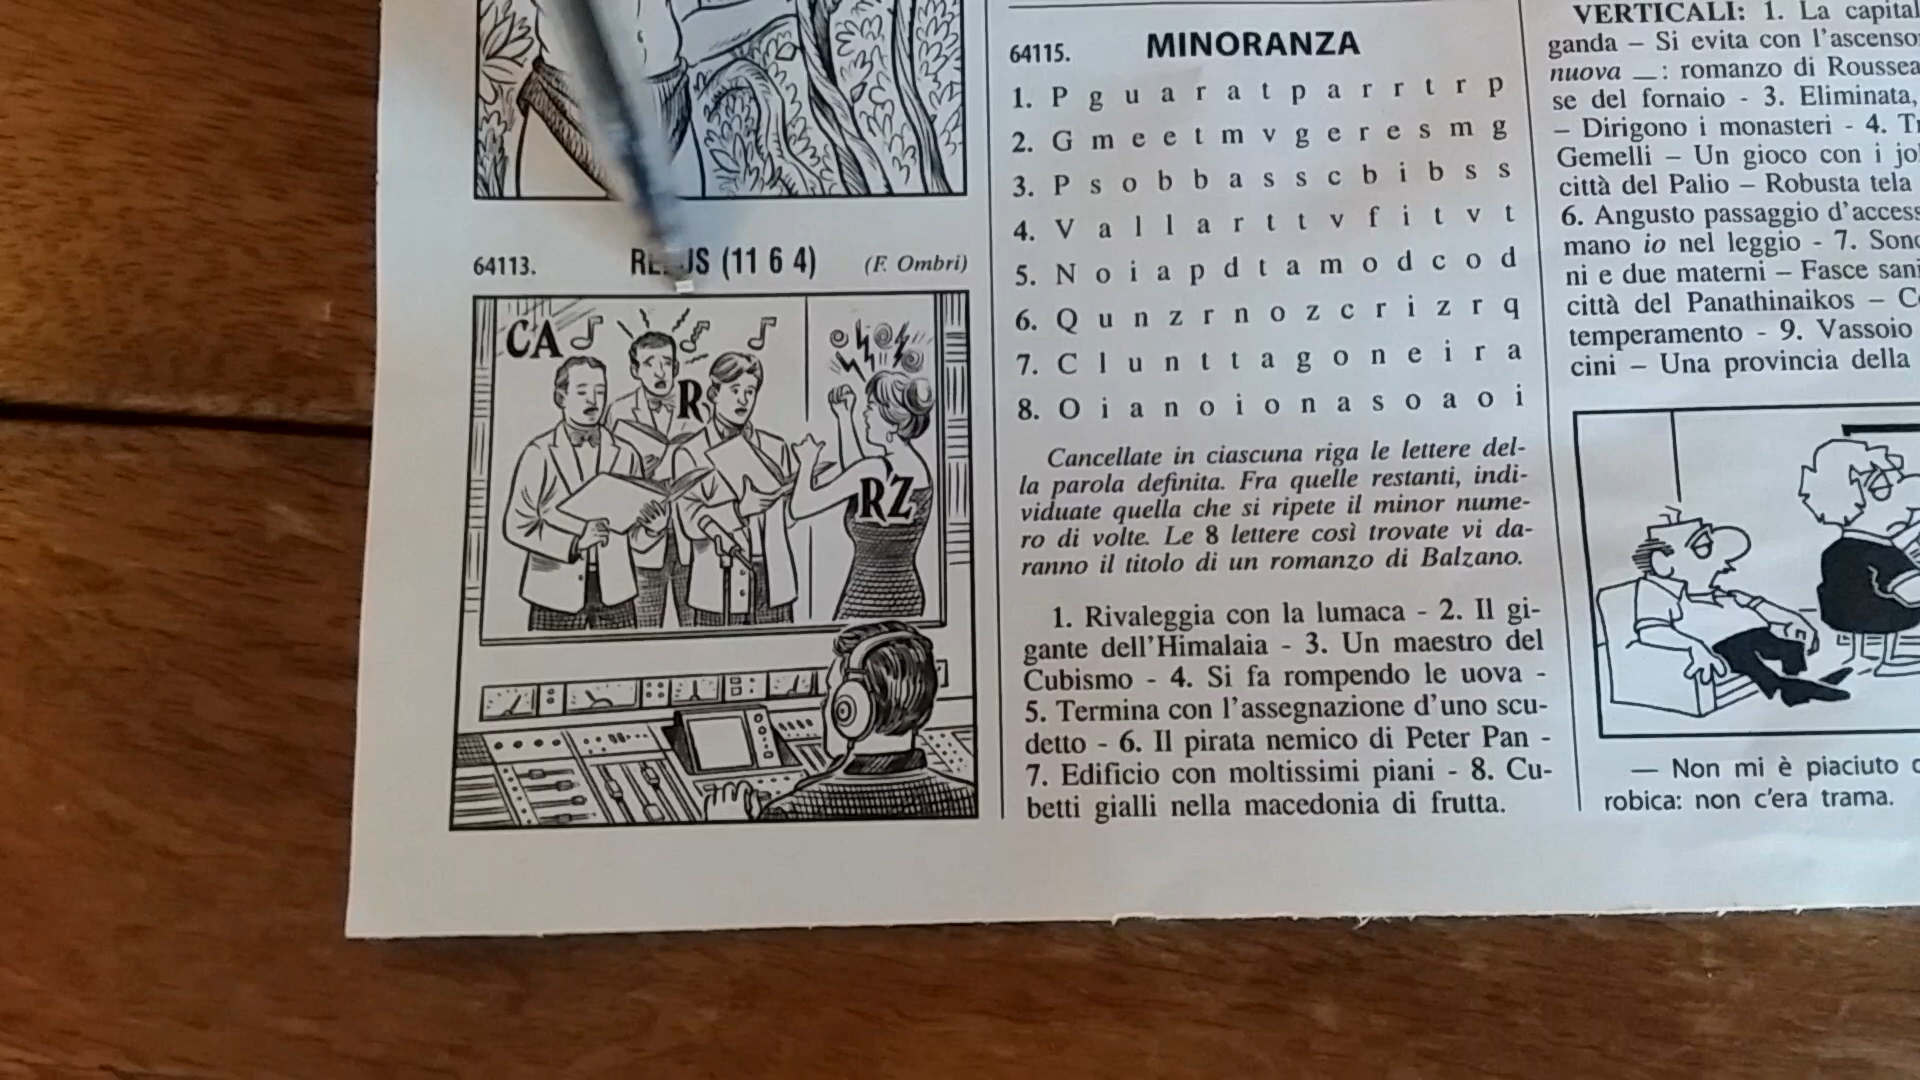 64113. (11 6 4) (F. Ombri)
CA
R
RZ
64115. MINORANZA
1. P g u a r a t p a r r t r p
2. G m e e t m v g e r e s m g
3. P s o b b a s s c b i b s s
4. V a l l a r t t v f i t v t
5. N o i a p d t a m o d c o d
6. Q u n z r n o z c r i z r q
7. C l u n t t a g o n e i r a
8. O i a n o i o n a s o a o i
Cancellate in ciascuna riga le lettere del-
la parola definita. Fra quelle restanti, indi-
viduate quella che si ripete il minor nume-
ro di volte. Le 8 lettere così trovate vi da-
ranno il titolo di un romanzo di Balzano.
1. Rivaleggia con la lumaca - 2. Il gi-
gante dell'Himalaia - 3. Un maestro del
Cubismo - 4. Si fa rompendo le uova -
5. Termina con l'assegnazione d'uno scu-
detto - 6. Il pirata nemico di Peter Pan -
7. Edificio con moltissimi piani - 8. Cu-
betti gialli nella macedonia di frutta.
VERTICALI: 1. La
ganda – Si evita con
nuova __: romanzo di
se del fornaio - 3. Eliminata,
– Dirigono i monasteri - 4.
Gemelli – Un gioco con i
città del Palio – Robusta tela
6. Angusto passaggio
mano io nel leggio - 7.
ni e due materni – Fasce
città del Panathinaikos –
temperamento - 9. Vassoio
cini – Una provincia della
— Non mi è piaciuto
robica: non c'era trama.